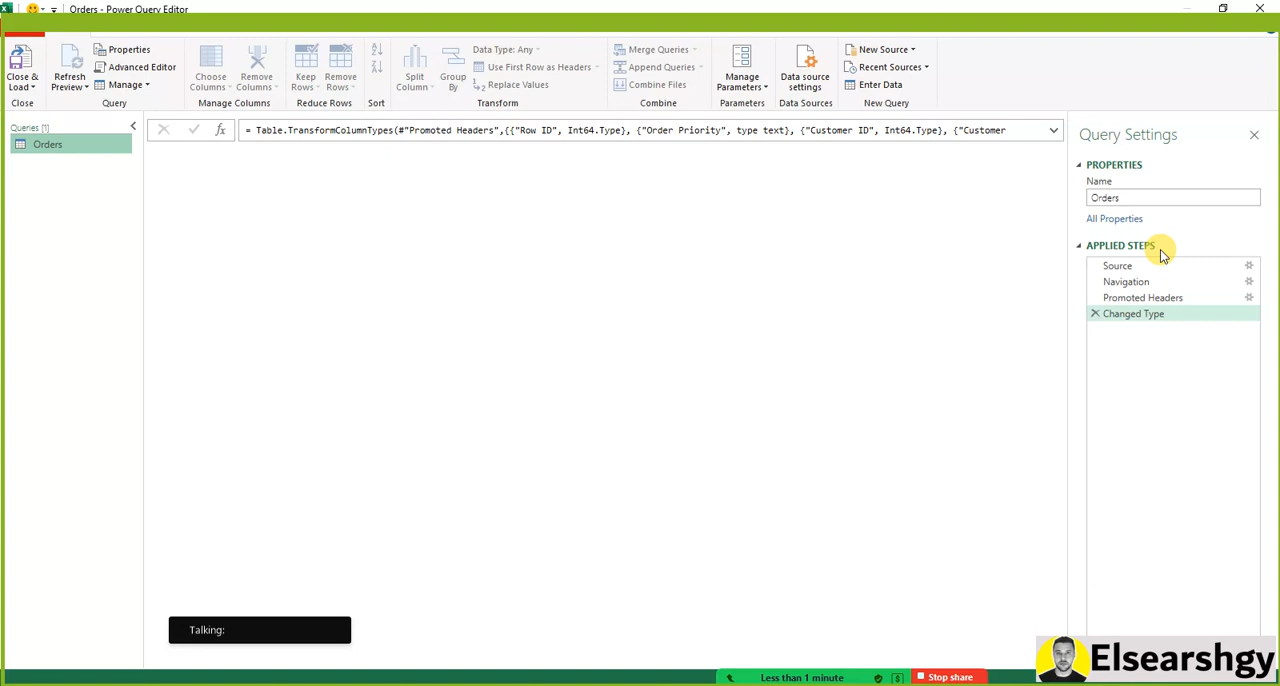 Orders - Power Query Editor
Close & Load
Refresh Preview
Properties
Advanced Editor
Manage
Choose Columns
Remove Columns
Keep Rows
Remove Rows
Split Column
Group By
Data Type: Any
Use First Row as Headers
Replace Values
Merge Queries
Append Queries
Combine Files
Manage Parameters
Data source settings
New Source
Recent Sources
Enter Data
Close
Query
Manage Columns
Reduce Rows
Sort
Transform
Combine
Parameters
Data Sources
New Query
Queries [1]
Orders
fx
= Table.TransformColumnTypes(#"Promoted Headers",{{"Row ID", Int64.Type}, {"Order Priority", type text}, {"Customer ID", Int64.Type}, {"Customer
Query Settings
PROPERTIES
Name
Orders
All Properties
APPLIED STEPS
Source
Navigation
Promoted Headers
Changed Type
Talking:
Less than 1 minute
Stop share
Elsearshgy